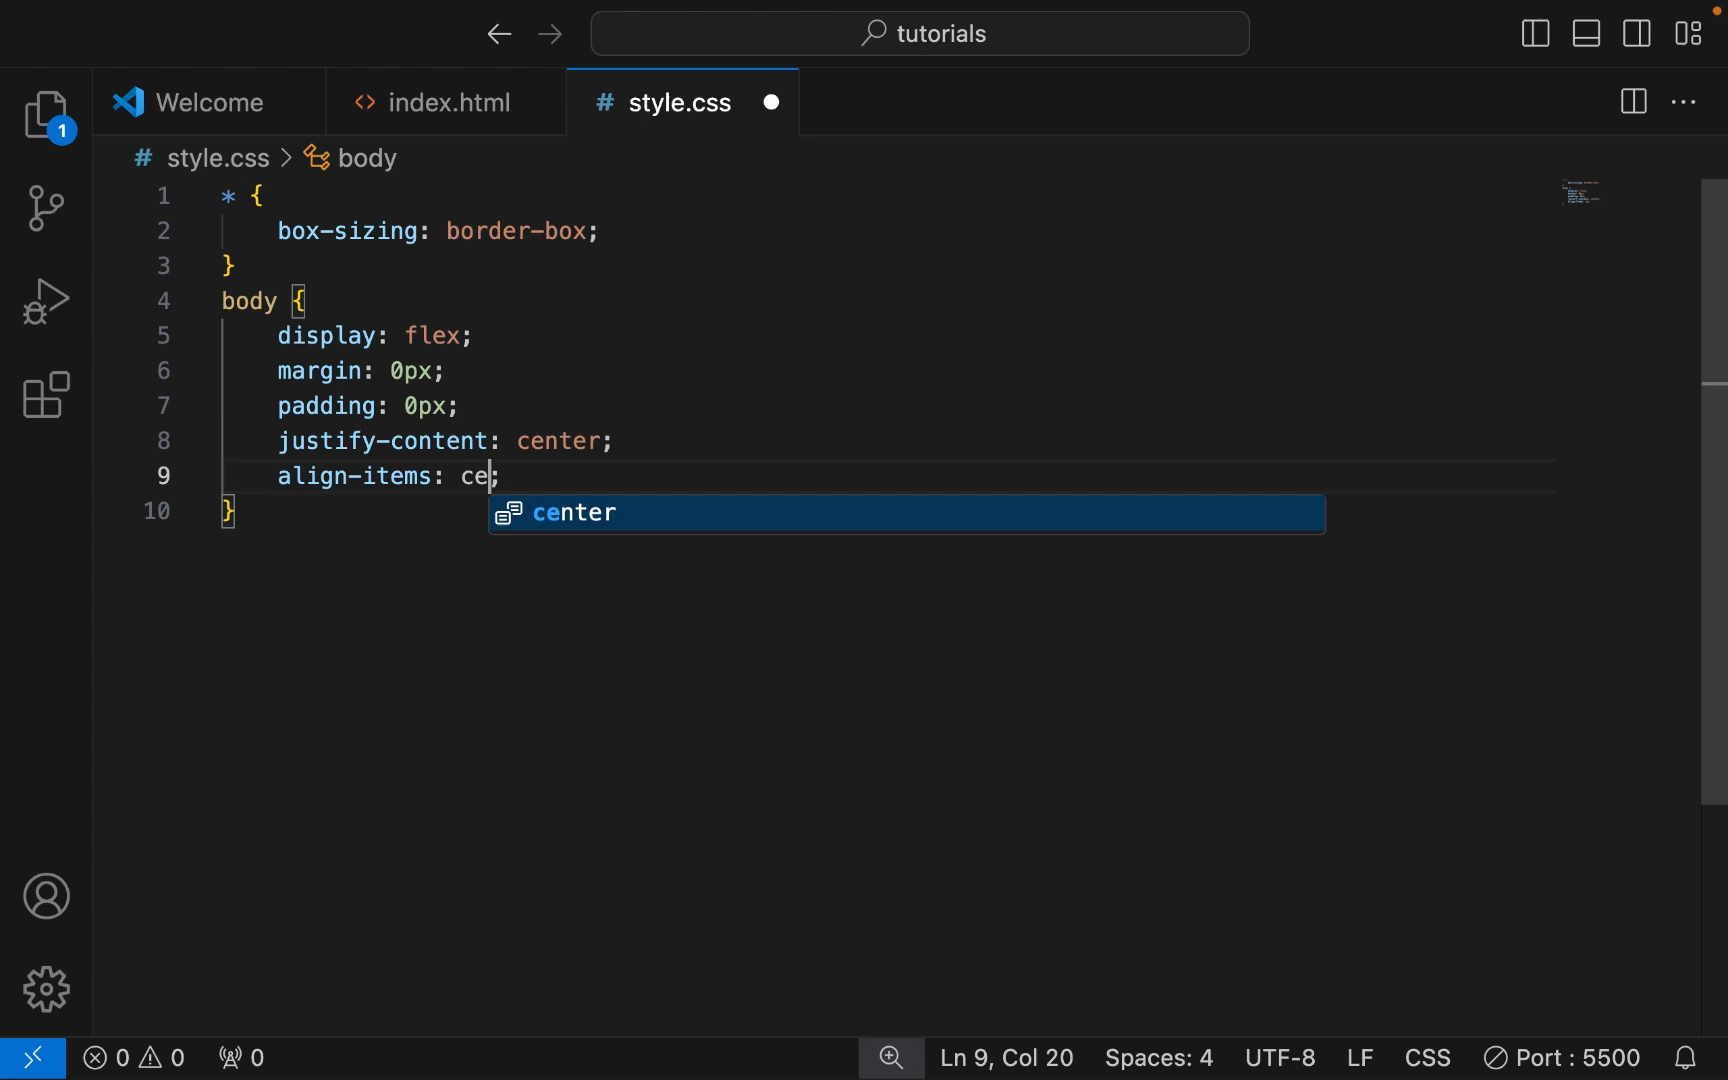 tutorials
Welcome
index.html
# style.css
1
# style.css > body
1 * {
2 box-sizing: border-box;
3 }
4 body {
5 display: flex;
6 margin: 0px;
7 padding: 0px;
8 justify-content: center;
9 align-items: ce;
10 }
center
0 0 0 Ln 9, Col 20 Spaces: 4 UTF-8 LF CSS Port : 5500